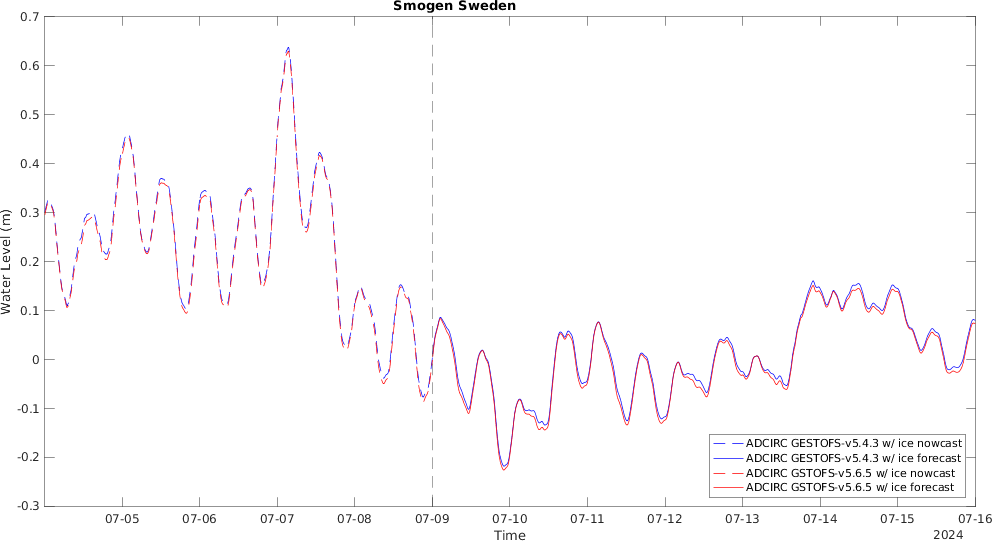 Smogen Sweden
0.7
0.6
0.5
0.4
0.3
0.2
0.1
0
-0.1
-0.2
-0.3
Water Level (m)
07-05 07-06 07-07 07-08 07-09 07-10 07-11 07-12 07-13 07-14 07-15 07-16
Time
2024
ADCIRC GESTOFS-v5.4.3 w/ ice nowcast
ADCIRC GESTOFS-v5.4.3 w/ ice forecast
ADCIRC GSTOFS-v5.6.5 w/ ice nowcast
ADCIRC GSTOFS-v5.6.5 w/ ice forecast